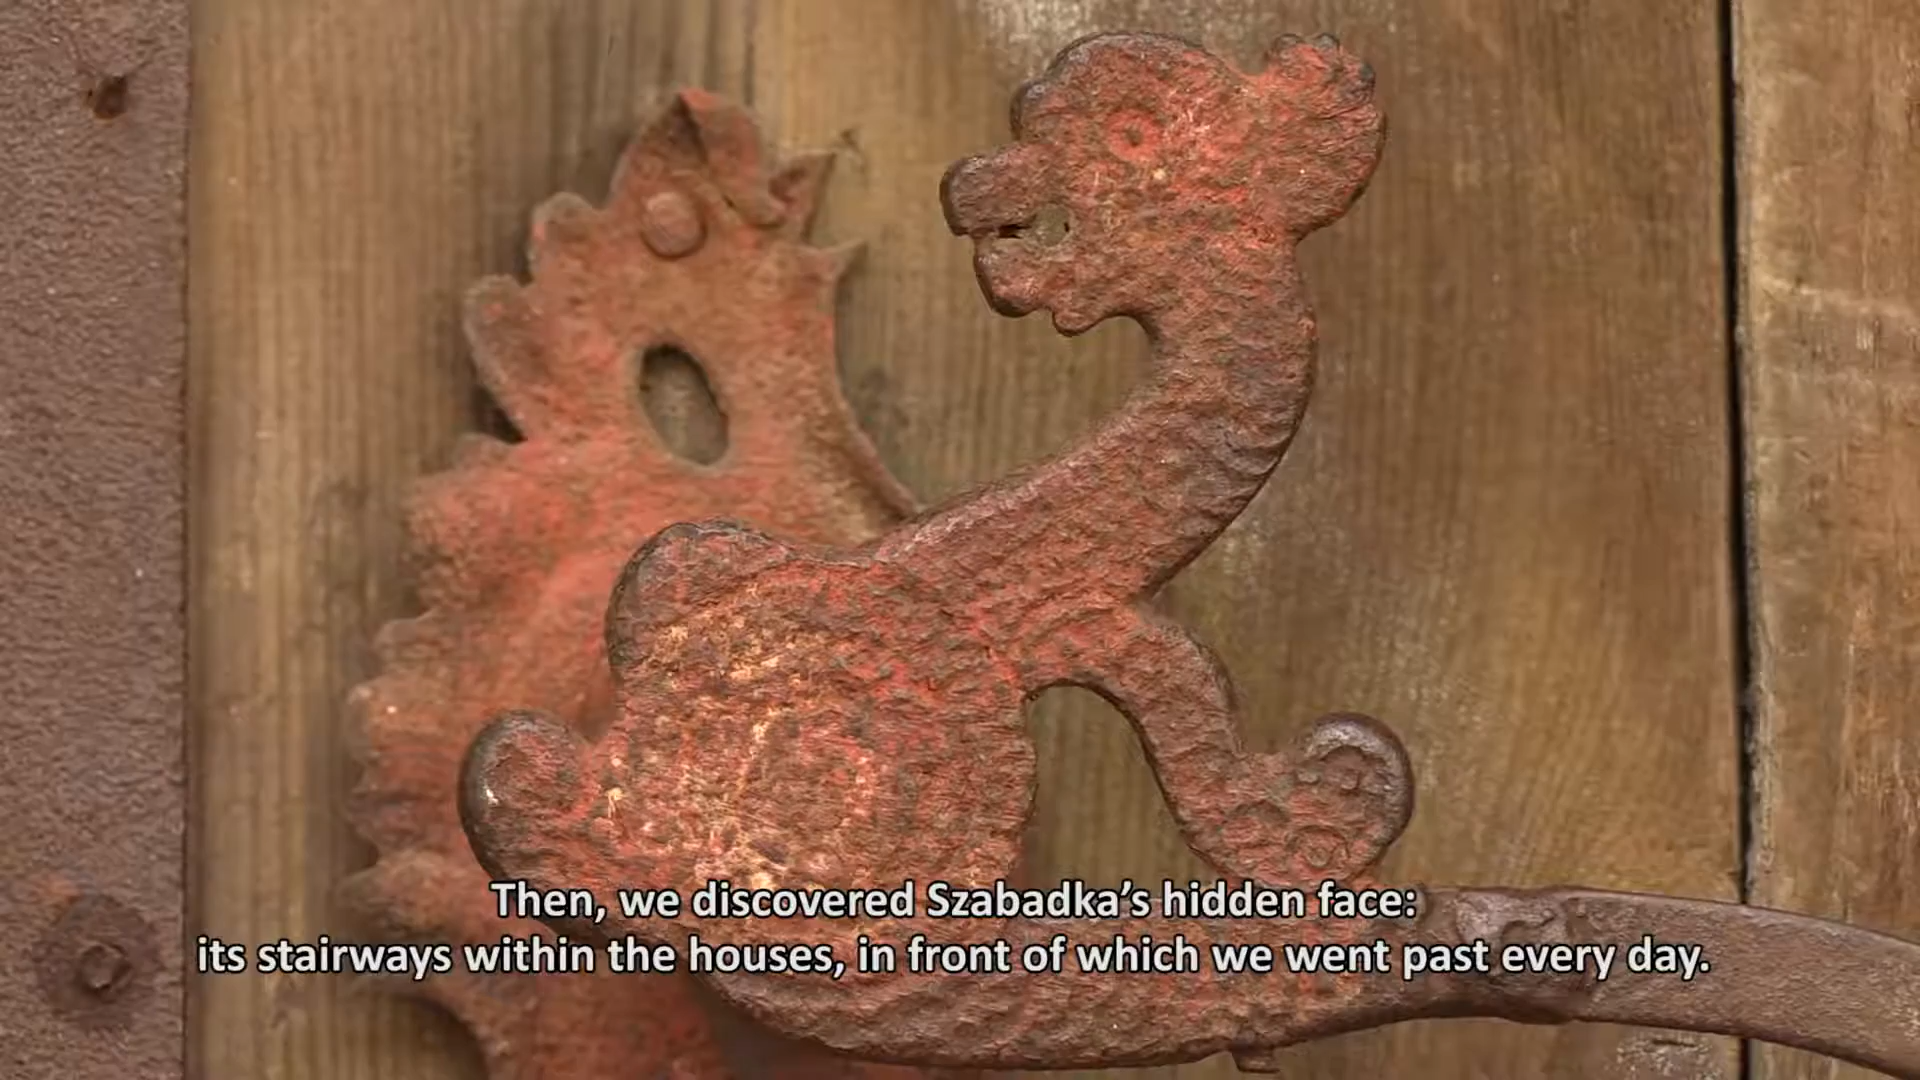 Then, we discovered Szabadka’s hidden face:
its stairways within the houses, in front of which we went past every day.